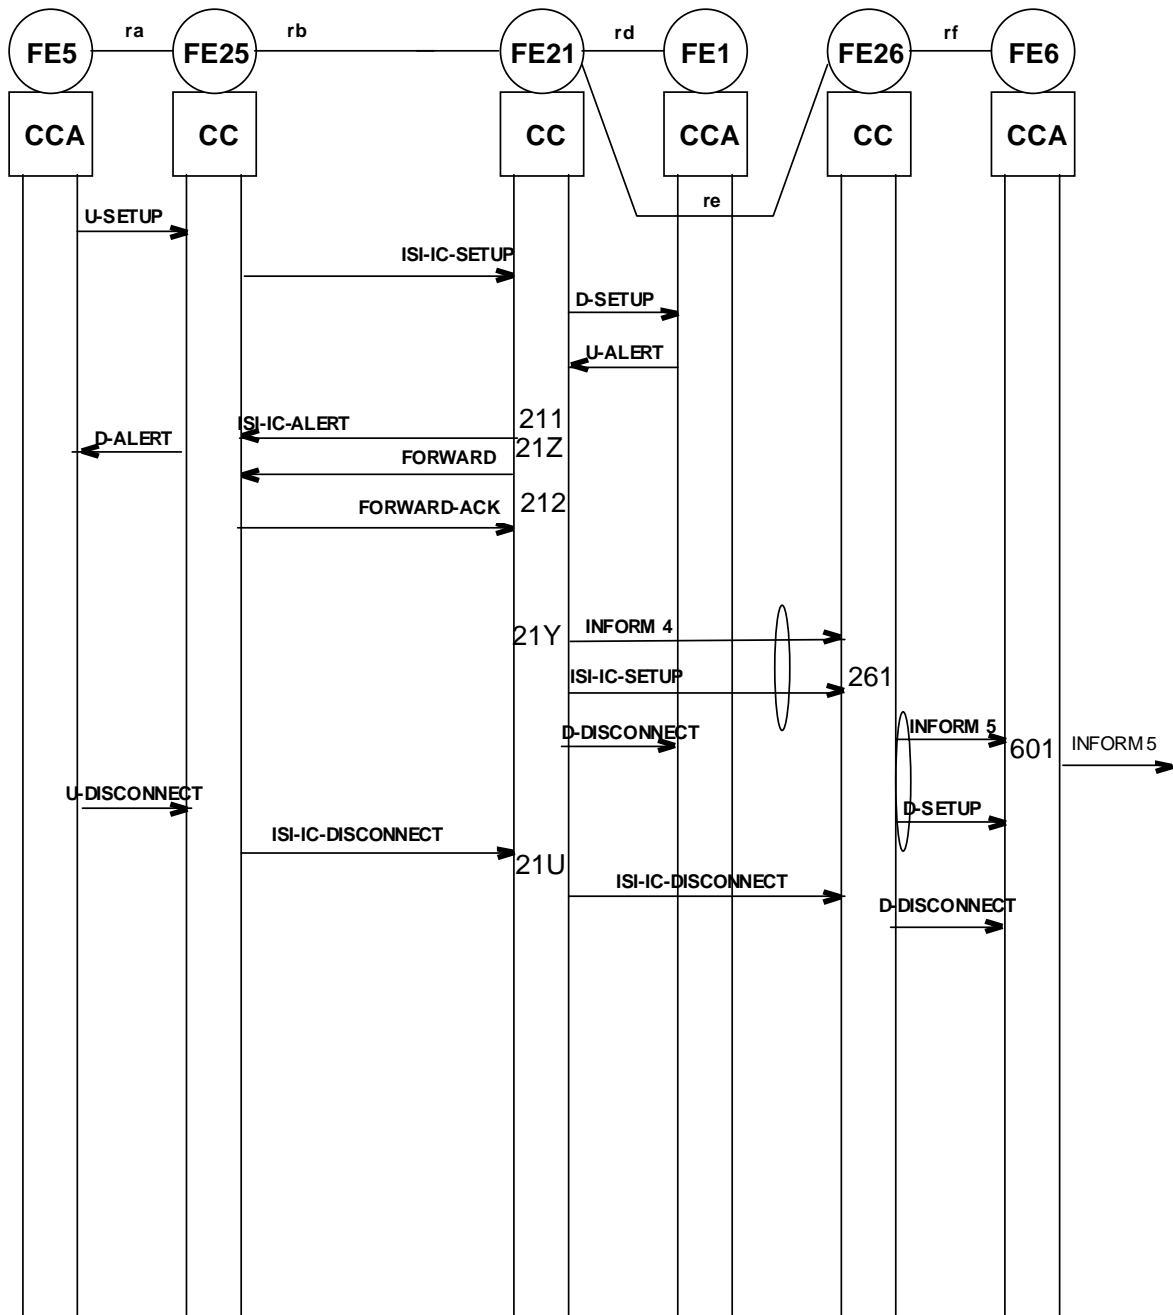 ra rb rd rf
FE5 FE25 FE21 FE1 FE26 FE6
CCA CC CC CCA CC CCA
re
U-SETUP
ISI-IC-SETUP
D-SETUP
U-ALERT
211
ISI-IC-ALERT
D-ALERT
21Z
FORWARD
212
FORWARD-ACK
21Y
INFORM 4
ISI-IC-SETUP
261
D-DISCONNECT
INFORM 5
601
INFORM 5
U-DISCONNECT
D-SETUP
ISI-IC-DISCONNECT
21U
ISI-IC-DISCONNECT
D-DISCONNECT